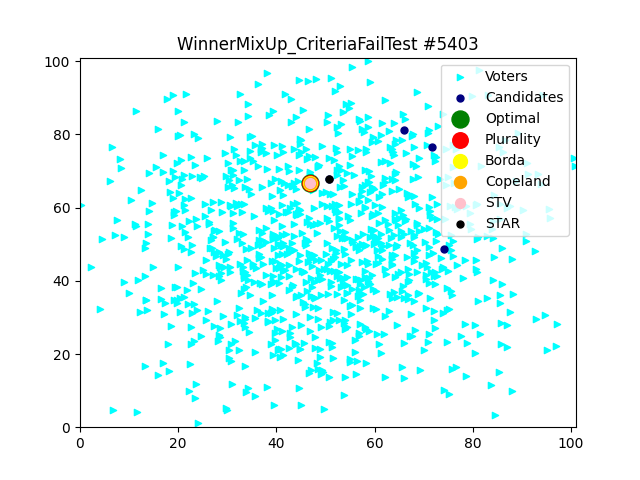 WinnerMixUp_CriteriaFailTest #5403
100
80
60
40
20
0
0
20
40
60
80
100
Voters
Candidates
Optimal
Plurality
Borda
Copeland
STV
STAR